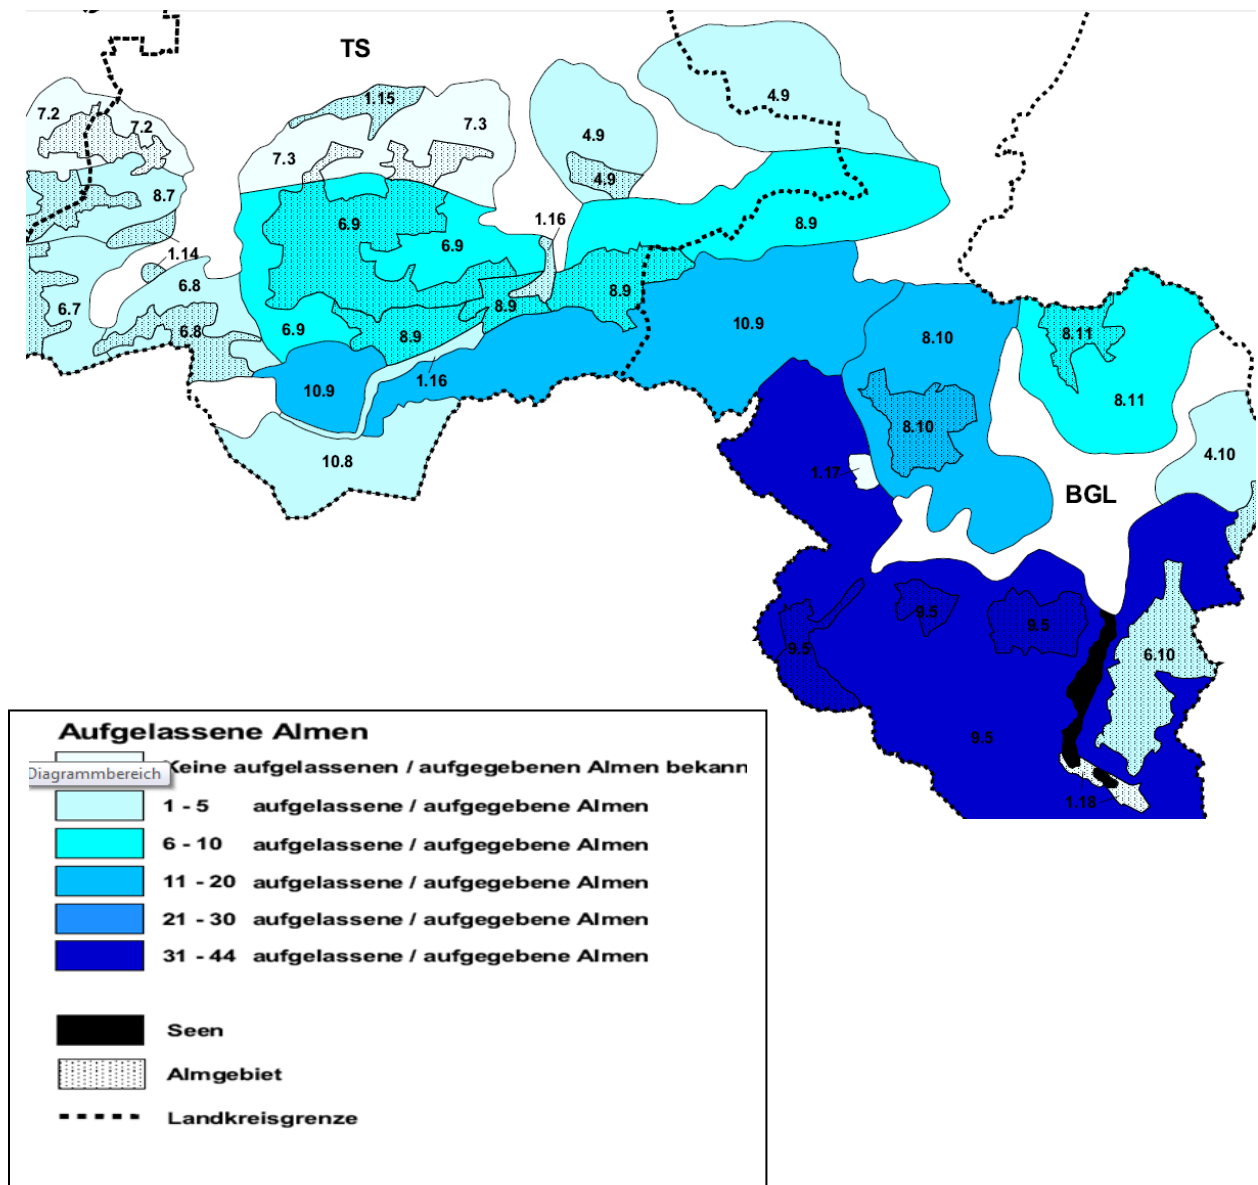 TS
7.2
1.15
7.2
7.3
4.9
4.9
7.3
4.9
8.7
1.16
6.9
8.9
1.14
6.9
6.8
8.9
8.9
6.7
6.8
6.9
8.9
10.9
8.10
8.11
10.9
1.16
8.11
8.10
4.10
10.8
1.17
BGL
9.5
9.5
9.5
6.10
9.5
1.18
Aufgelassene Almen
Keine aufgelassenen / aufgegebenen Almen bekann
Diagrammbereich
1 - 5 aufgelassene / aufgegebene Almen
6 - 10 aufgelassene / aufgegebene Almen
11 - 20 aufgelassene / aufgegebene Almen
21 - 30 aufgelassene / aufgegebene Almen
31 - 44 aufgelassene / aufgegebene Almen
Seen
Almgebiet
Landkreisgrenze